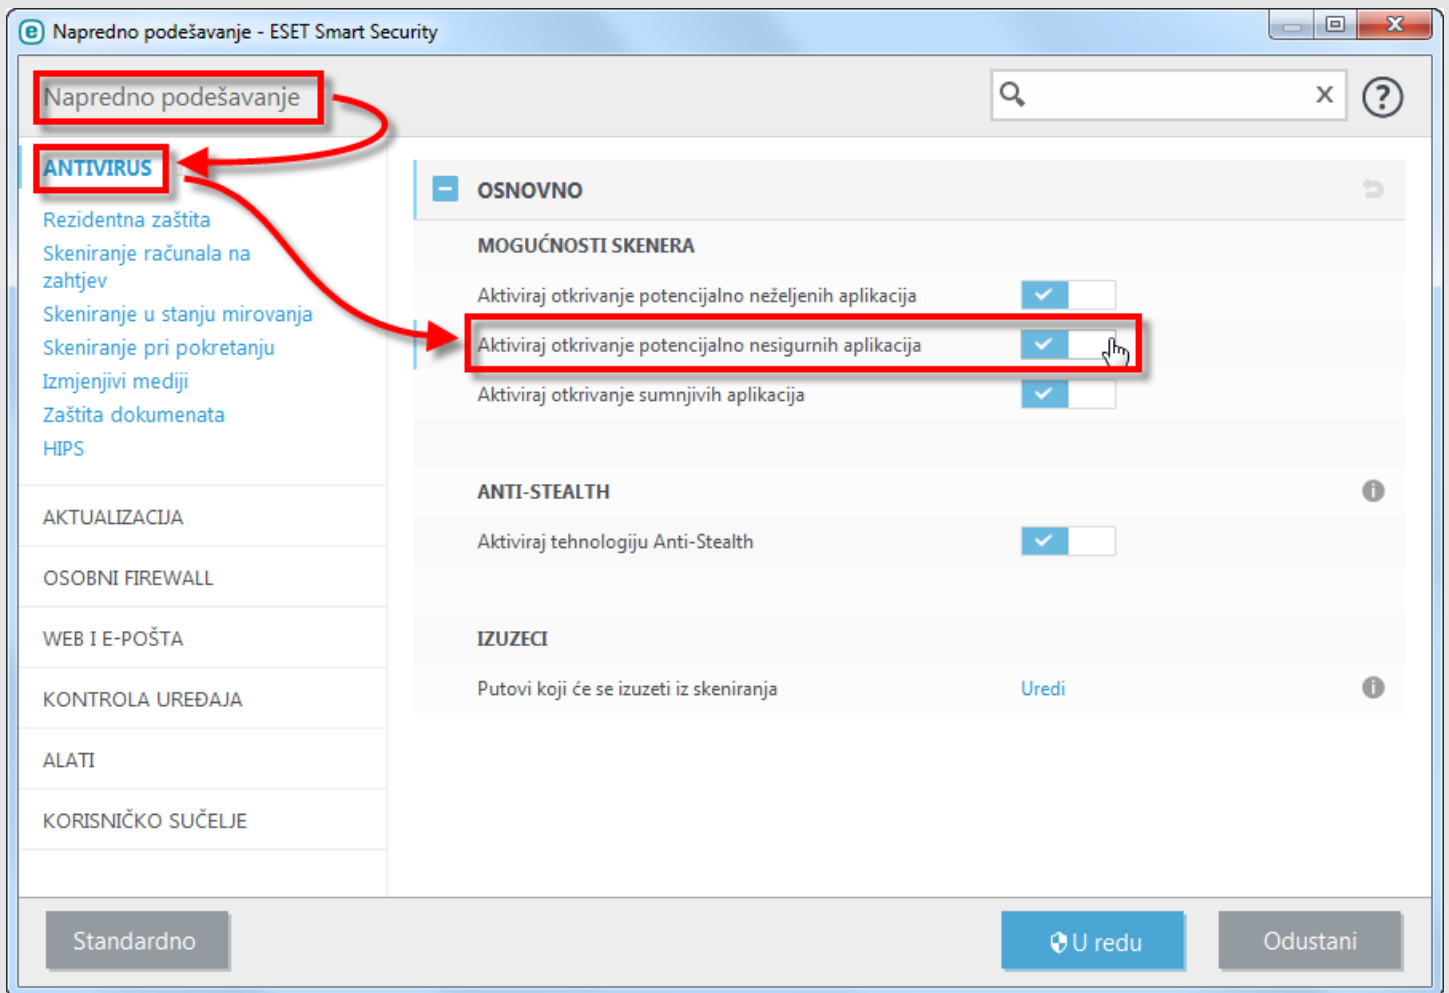 Napredno podešavanje - ESET Smart Security
Napredno podešavanje
ANTIVIRUS
Rezidentna zaštita
Skeniranje računala na
zahtjev
Skeniranje u stanju mirovanja
Skeniranje pri pokretanju
Izmjenjivi mediji
Zaštita dokumenata
HIPS
AKTUALIZACIJA
OSOBNI FIREWALL
WEB I E-POŠTA
KONTROLA UREĐAJA
ALATI
KORISNIČKO SUČELJE
OSNOVNO
MOGUĆNOSTI SKENERA
Aktiviraj otkrivanje potencijalno neželjenih aplikacija
Aktiviraj otkrivanje potencijalno nesigurnih aplikacija
Aktiviraj otkrivanje sumnjivih aplikacija
ANTI-STEALTH
Aktiviraj tehnologiju Anti-Stealth
IZUZECI
Putovi koji će se izuzeti iz skeniranja Uredi
Standardno
U redu
Odustani